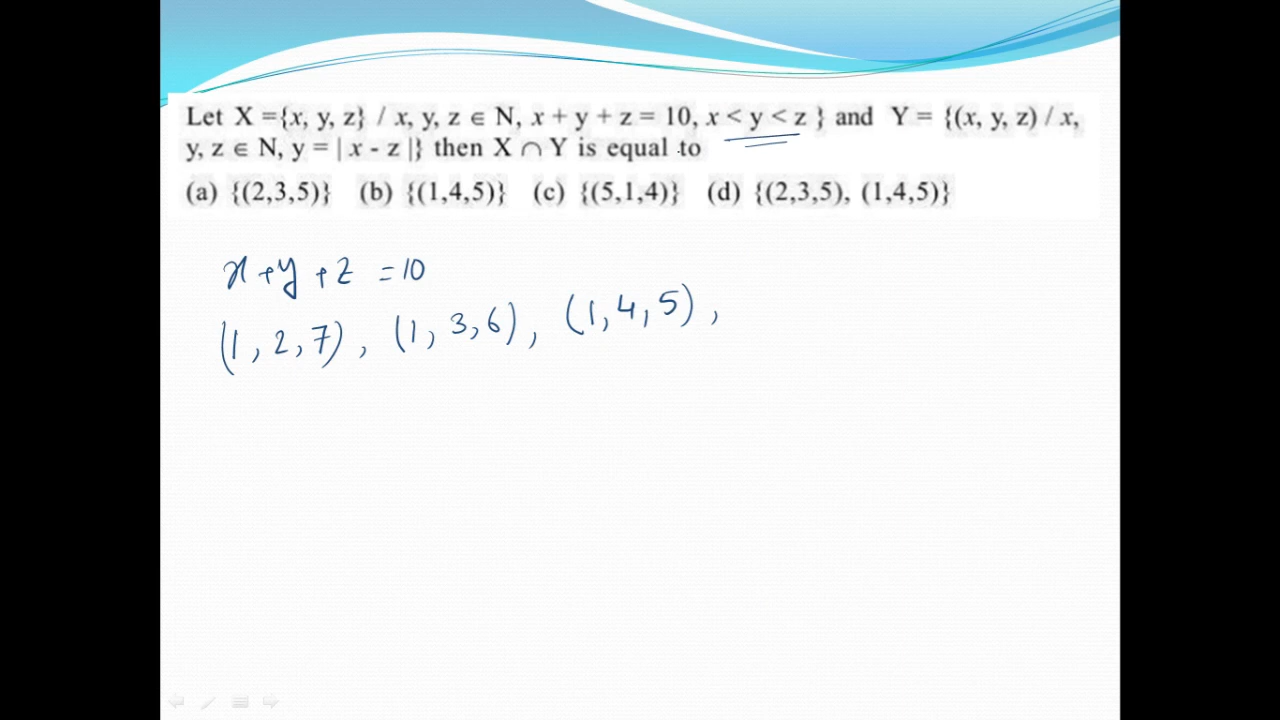 Let X ={x, y, z} / x, y, z ∈ N, x + y + z = 10, x < y < z } and Y = {(x, y, z) / x,
y, z ∈ N, y = | x - z |} then X ∩ Y is equal to
(a) {(2,3,5)} (b) {(1,4,5)} (c) {(5,1,4)} (d) {(2,3,5), (1,4,5)}
x + y + z = 10
(1, 2, 7), (1, 3, 6), (1, 4, 5),